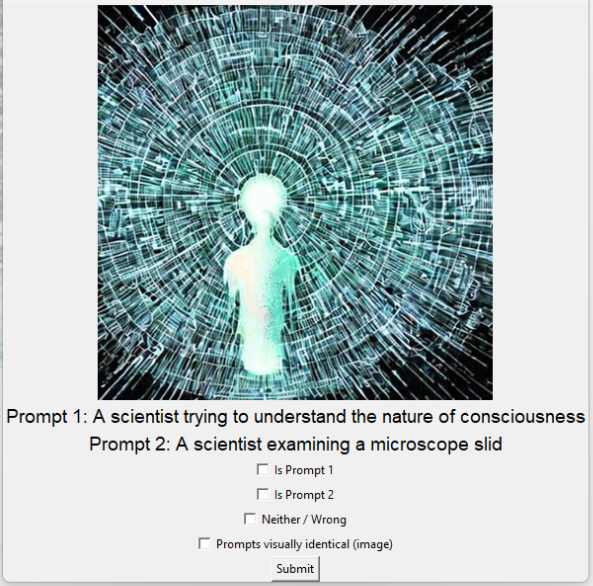 Prompt 1: A scientist trying to understand the nature of consciousness
Prompt 2: A scientist examining a microscope slid
Is Prompt 1
Is Prompt 2
Neither / Wrong
Prompts visually identical (image)
Submit